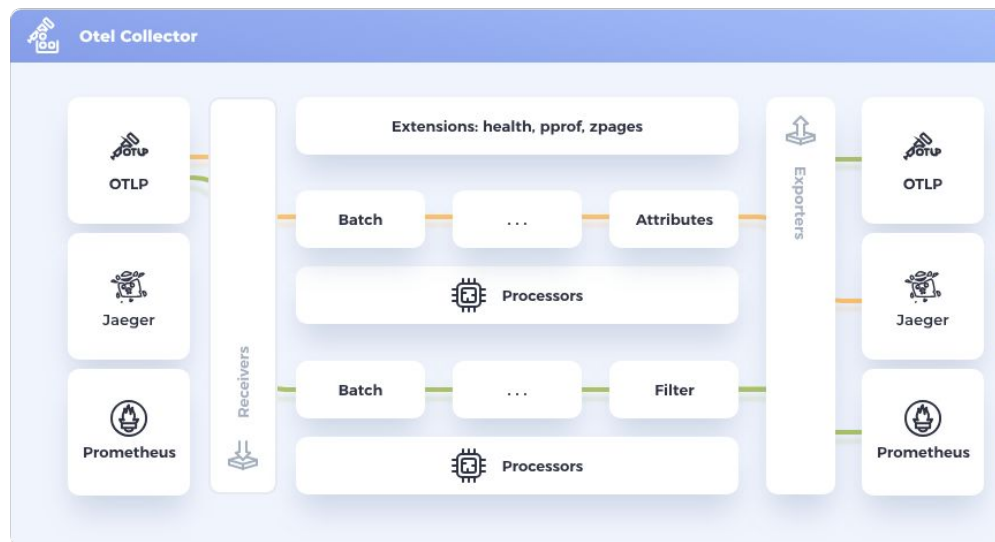 Otel Collector
OTLP
Jaeger
Prometheus
Receivers
Extensions: health, pprof, zpages
Batch
...
Attributes
Processors
Batch
...
Filter
Processors
Exporters
OTLP
Jaeger
Prometheus